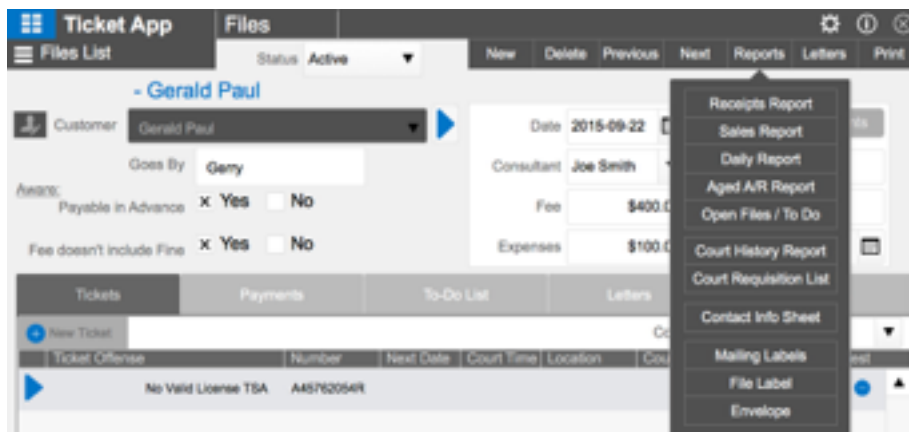 Ticket App Files
Files List Status Active New Delete Previous Next Reports Letters Print
- Gerald Paul
Customer Gerald Paul Date 2015-09-22
Goes By Gerry Consultant Joe Smith
Aware:
Payable in Advance x Yes No Fee
Fee doesn't include Fine x Yes No Expenses
Receipts Report
Sales Report
Daily Report
Aged A/R Report
Open Files / To Do
Court History Report
Court Requisition List
Contact Info Sheet
Mailing Labels
File Label
Envelope
Tickets Payments To-Do List Letters
New Ticket
Ticket Offense Number Next Date Court Time Location
No Valid License TSA A45762054R